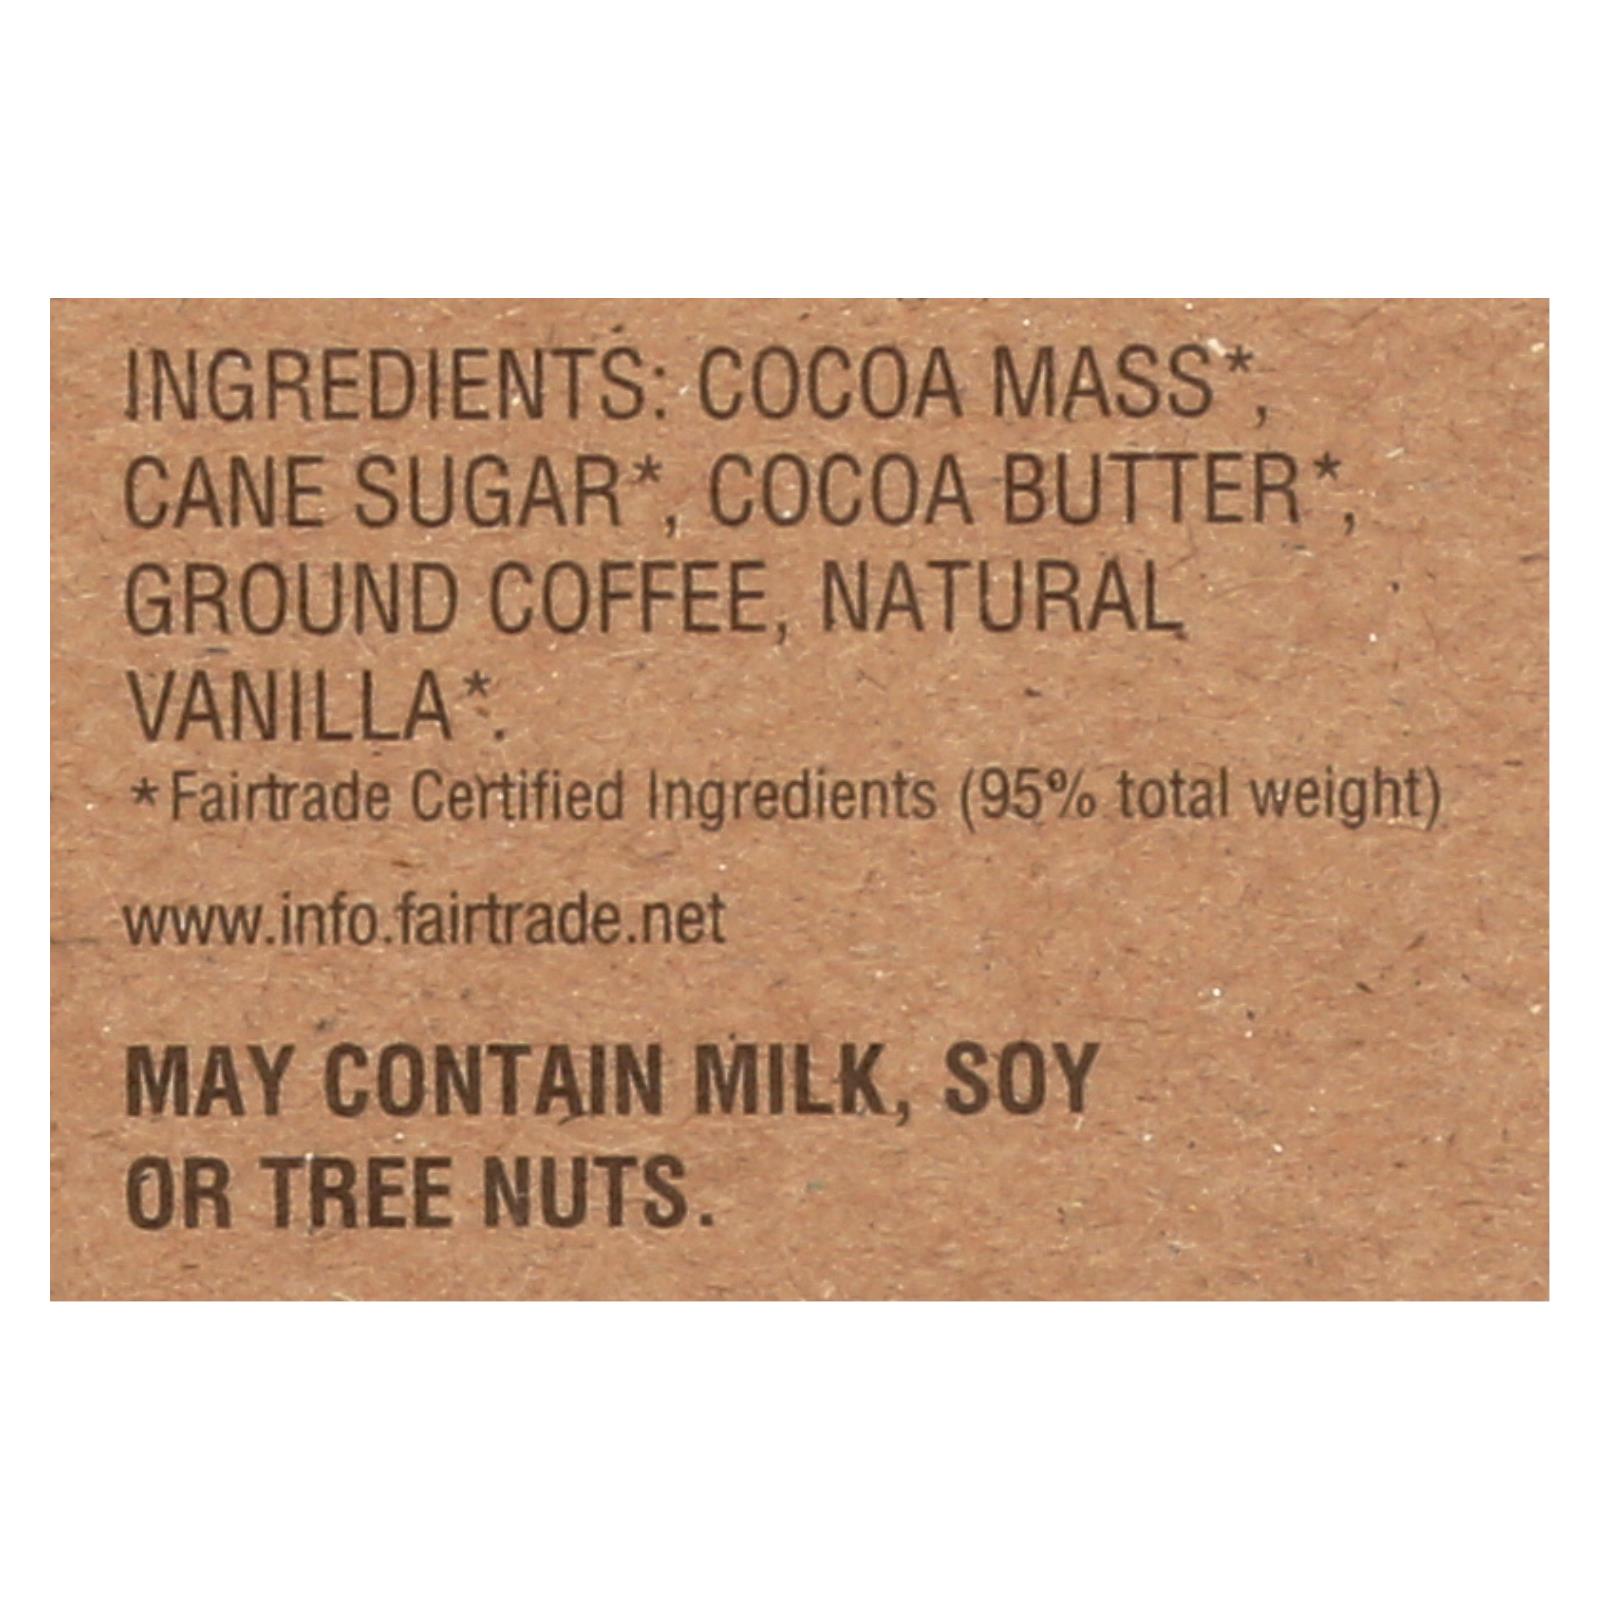 INGREDIENTS: COCOA MASS*,
CANE SUGAR*, COCOA BUTTER*,
GROUND COFFEE, NATURAL
VANILLA*.
*Fairtrade Certified Ingredients (95% total weight)
www.info.fairtrade.net
MAY CONTAIN MILK, SOY
OR TREE NUTS.